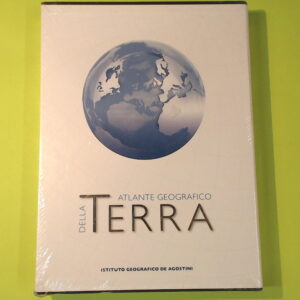 ATLANTE GEOGRAFICO
DELLA
TERRA
ISTITUTO GEOGRAFICO DE AGOSTINI